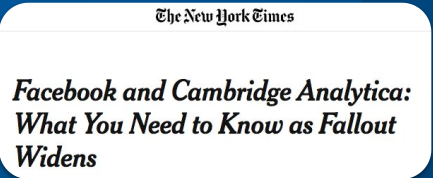 The New York Times
Facebook and Cambridge Analytica:
What You Need to Know as Fallout
Widens